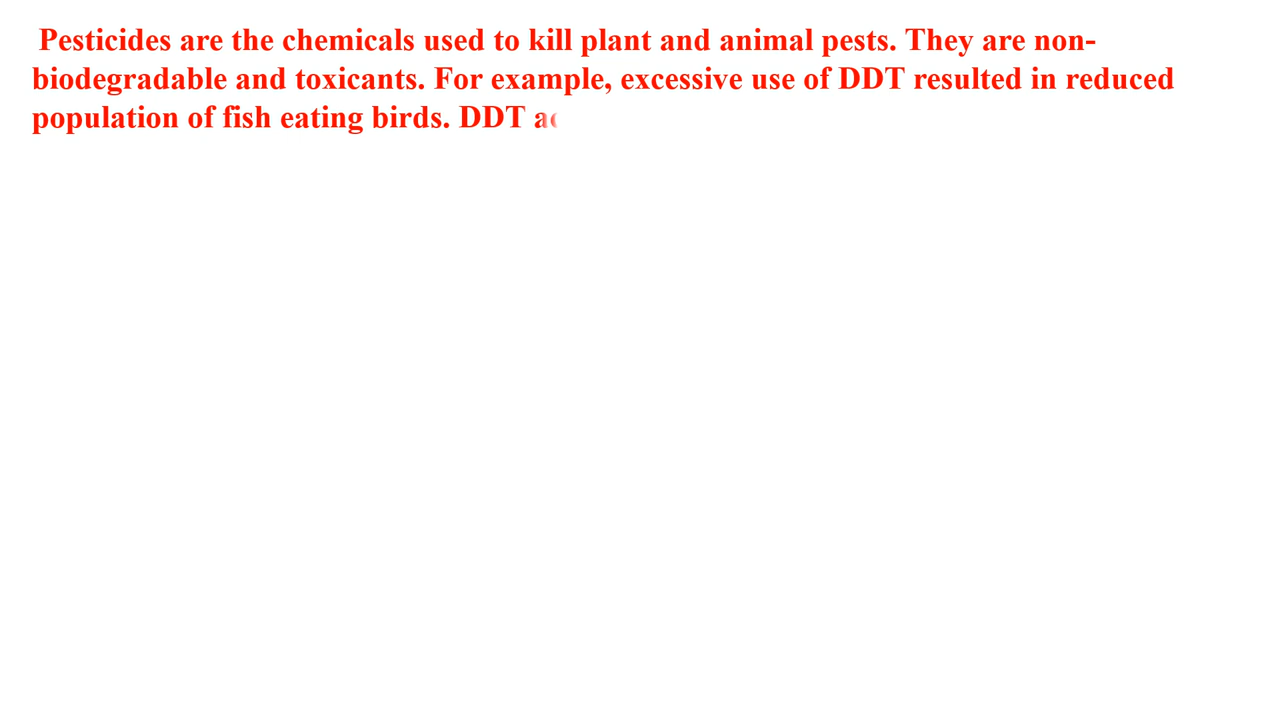 Pesticides are the chemicals used to kill plant and animal pests. They are non-
biodegradable and toxicants. For example, excessive use of DDT resulted in reduced
population of fish eating birds. DDT